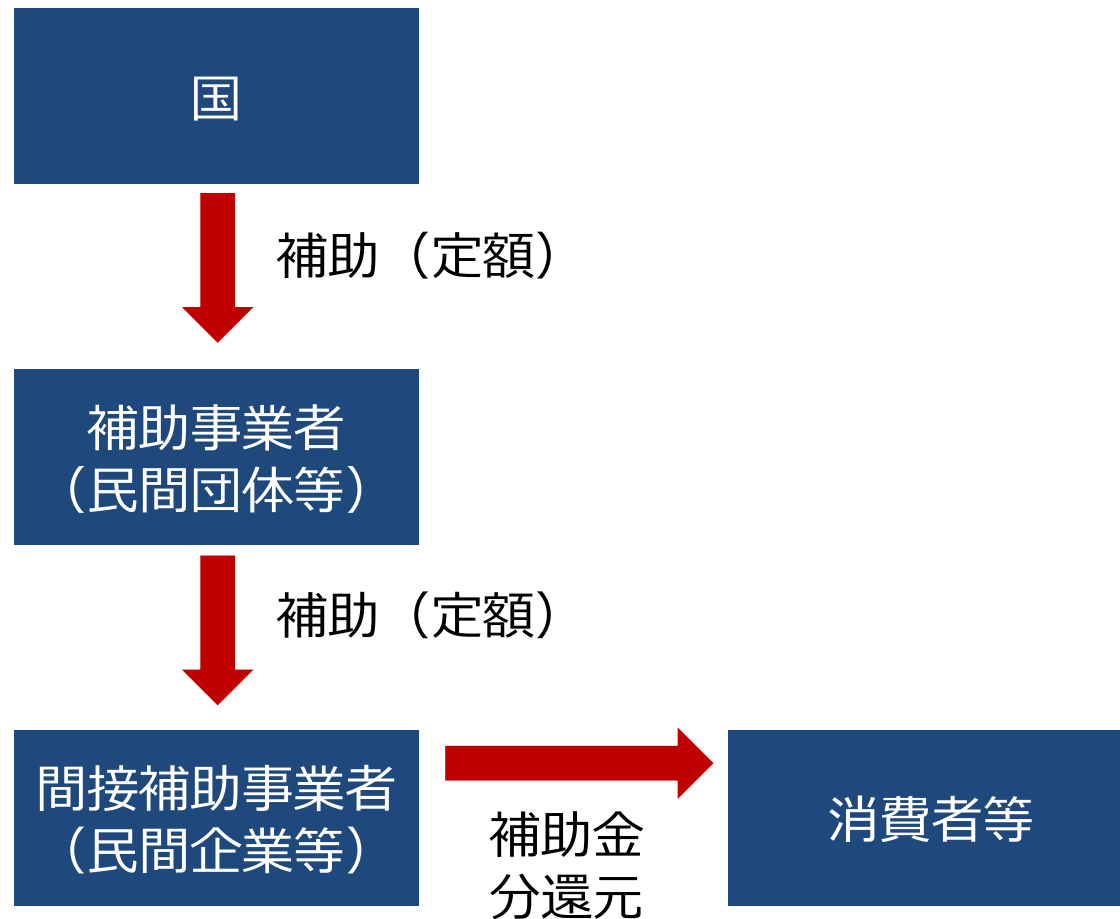 国
補助（定額）
補助事業者
（民間団体等）
補助（定額）
間接補助事業者
（民間企業等）
補助金
分還元
消費者等